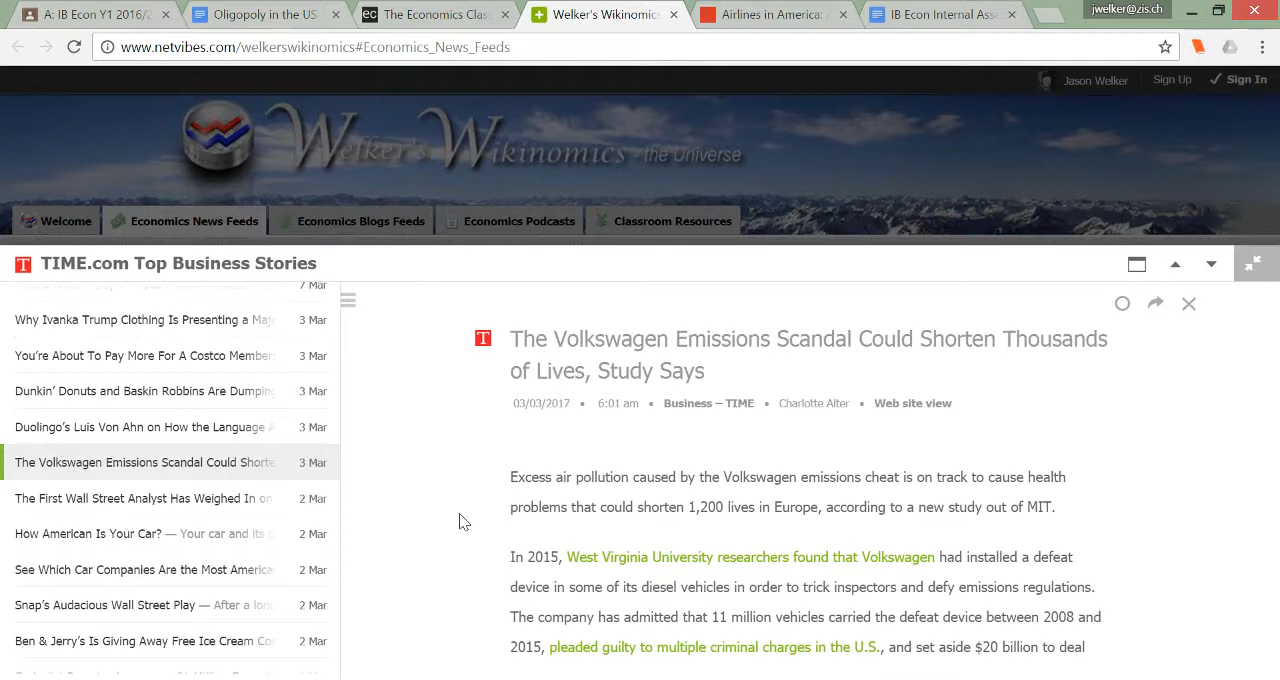 A: IB Econ Y1 2016/2
Oligopoly in the US
The Economics Clas
Welker's Wikinomics
Airlines in America:
IB Econ Internal Ass
jwelker@zis.ch
www.netvibes.com/welkerswikinomics#Economics_News_Feeds
Jason Welker
Sign Up
Sign In
Welker's Wikinomics - the Universe
Welcome
Economics News Feeds
Economics Blogs Feeds
Economics Podcasts
Classroom Resources
TIME.com Top Business Stories
7 Mar
Why Ivanka Trump Clothing Is Presenting a Maj 3 Mar
You're About To Pay More For A Costco Member 3 Mar
Dunkin' Donuts and Baskin Robbins Are Dumping 3 Mar
Duolingo's Luis Von Ahn on How the Language A 3 Mar
The Volkswagen Emissions Scandal Could Shorte 3 Mar
The First Wall Street Analyst Has Weighed In on 2 Mar
How American Is Your Car? — Your car and its 2 Mar
See Which Car Companies Are the Most America 2 Mar
Snap's Audacious Wall Street Play — After a lon 2 Mar
Ben & Jerry's Is Giving Away Free Ice Cream Co 2 Mar
The Volkswagen Emissions Scandal Could Shorten Thousands
of Lives, Study Says
03/03/2017 • 6:01 am • Business – TIME • Charlotte Alter • Web site view
Excess air pollution caused by the Volkswagen emissions cheat is on track to cause health
problems that could shorten 1,200 lives in Europe, according to a new study out of MIT.
In 2015, West Virginia University researchers found that Volkswagen had installed a defeat
device in some of its diesel vehicles in order to trick inspectors and defy emissions regulations.
The company has admitted that 11 million vehicles carried the defeat device between 2008 and
2015, pleaded guilty to multiple criminal charges in the U.S., and set aside $20 billion to deal